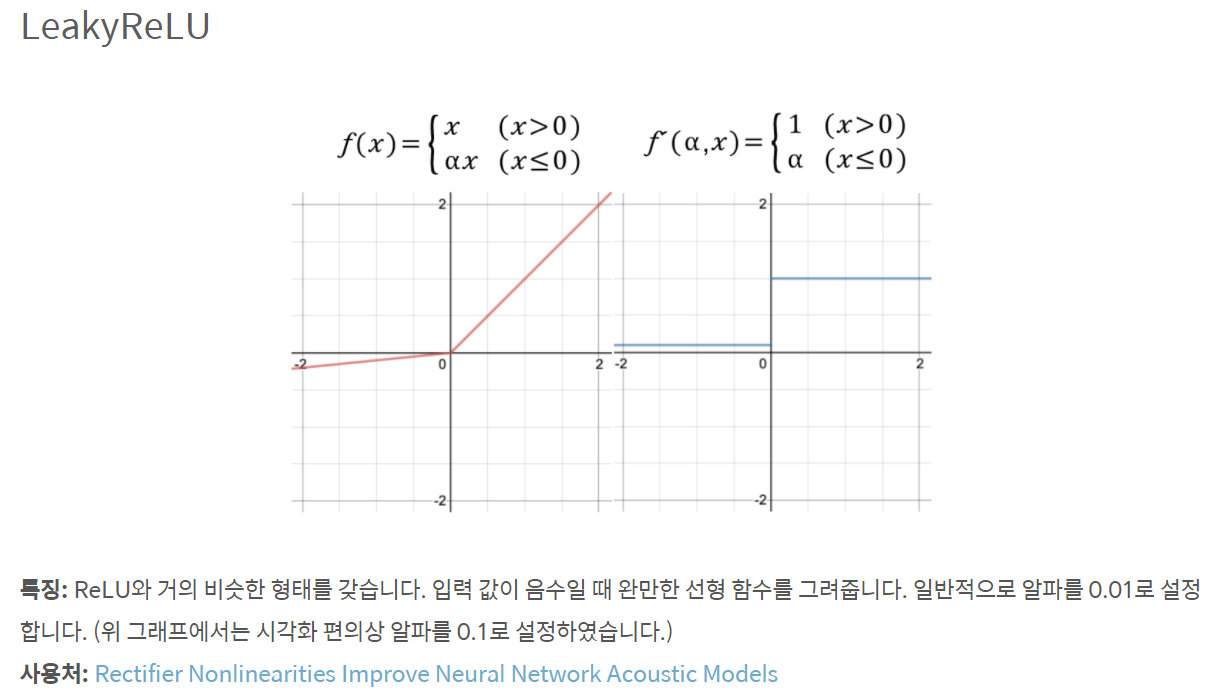 LeakyReLU
f(x)={x (x>0) f′(α,x)={1 (x>0)
αx (x≤0) α (x≤0)
2 2
-2 0 2 -2 0 2
-2 -2
특징: ReLU와 거의 비슷한 형태를 갖습니다. 입력 값이 음수일 때 완만한 선형 함수를 그려줍니다. 일반적으로 알파를 0.01로 설정
합니다. (위 그래프에서는 시각화 편의상 알파를 0.1로 설정하였습니다.)
사용처: Rectifier Nonlinearities Improve Neural Network Acoustic Models